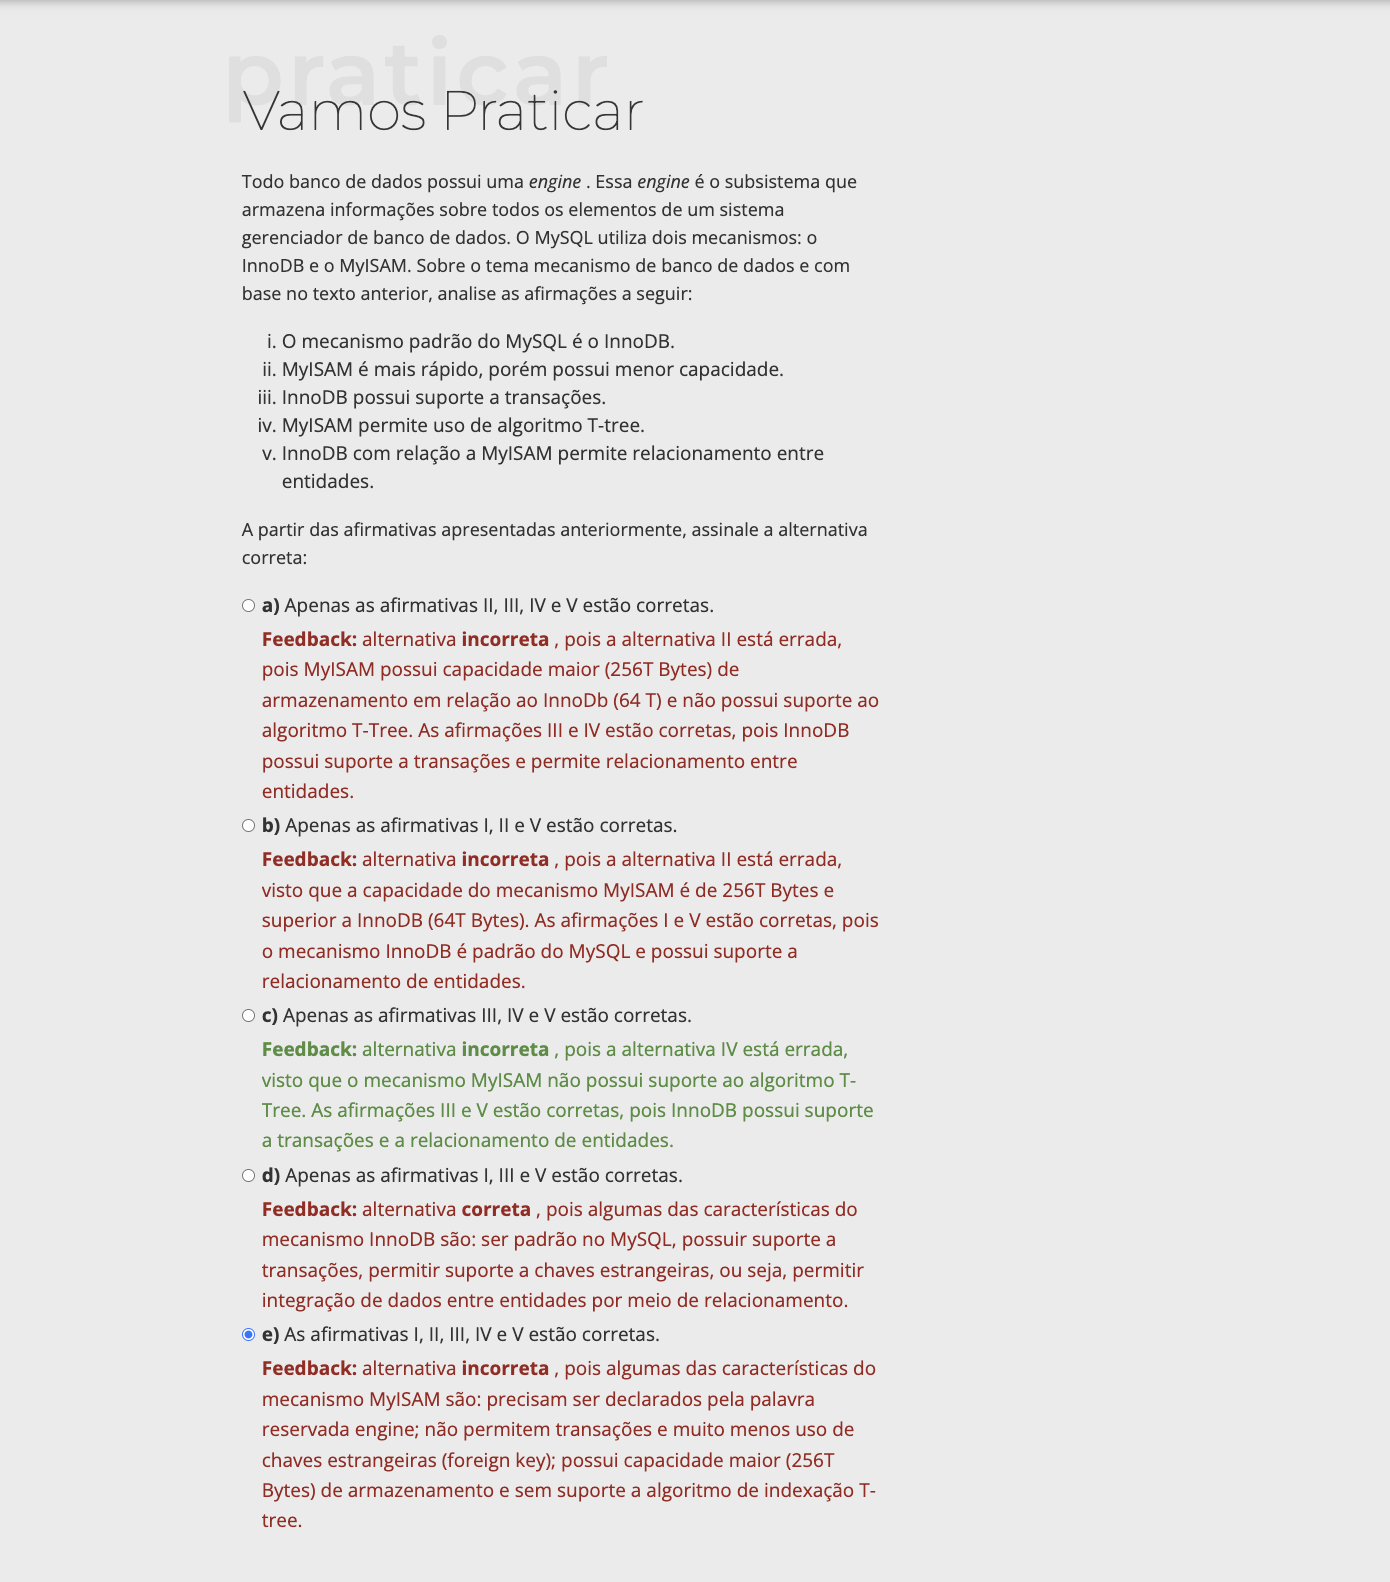 praticar
Vamos Praticar
Todo banco de dados possui uma engine . Essa engine é o subsistema que
armazena informações sobre todos os elementos de um sistema
gerenciador de banco de dados. O MySQL utiliza dois mecanismos: o
InnoDB e o MyISAM. Sobre o tema mecanismo de banco de dados e com
base no texto anterior, analise as afirmações a seguir:
i. O mecanismo padrão do MySQL é o InnoDB.
ii. MyISAM é mais rápido, porém possui menor capacidade.
iii. InnoDB possui suporte a transações.
iv. MyISAM permite uso de algoritmo T-tree.
v. InnoDB com relação a MyISAM permite relacionamento entre
entidades.
A partir das afirmativas apresentadas anteriormente, assinale a alternativa
correta:
a) Apenas as afirmativas II, III, IV e V estão corretas.
Feedback: alternativa incorreta , pois a alternativa II está errada,
pois MyISAM possui capacidade maior (256T Bytes) de
armazenamento em relação ao InnoDb (64 T) e não possui suporte ao
algoritmo T-Tree. As afirmações III e IV estão corretas, pois InnoDB
possui suporte a transações e permite relacionamento entre
entidades.
b) Apenas as afirmativas I, II e V estão corretas.
Feedback: alternativa incorreta , pois a alternativa II está errada,
visto que a capacidade do mecanismo MyISAM é de 256T Bytes e
superior a InnoDB (64T Bytes). As afirmações I e V estão corretas, pois
o mecanismo InnoDB é padrão do MySQL e possui suporte a
relacionamento de entidades.
c) Apenas as afirmativas III, IV e V estão corretas.
Feedback: alternativa incorreta , pois a alternativa IV está errada,
visto que o mecanismo MyISAM não possui suporte ao algoritmo T-
Tree. As afirmações III e V estão corretas, pois InnoDB possui suporte
a transações e a relacionamento de entidades.
d) Apenas as afirmativas I, III e V estão corretas.
Feedback: alternativa correta , pois algumas das características do
mecanismo InnoDB são: ser padrão no MySQL, possuir suporte a
transações, permitir suporte a chaves estrangeiras, ou seja, permitir
integração de dados entre entidades por meio de relacionamento.
e) As afirmativas I, II, III, IV e V estão corretas.
Feedback: alternativa incorreta , pois algumas das características do
mecanismo MyISAM são: precisam ser declarados pela palavra
reservada engine; não permitem transações e muito menos uso de
chaves estrangeiras (foreign key); possui capacidade maior (256T
Bytes) de armazenamento e sem suporte a algoritmo de indexação T-
tree.